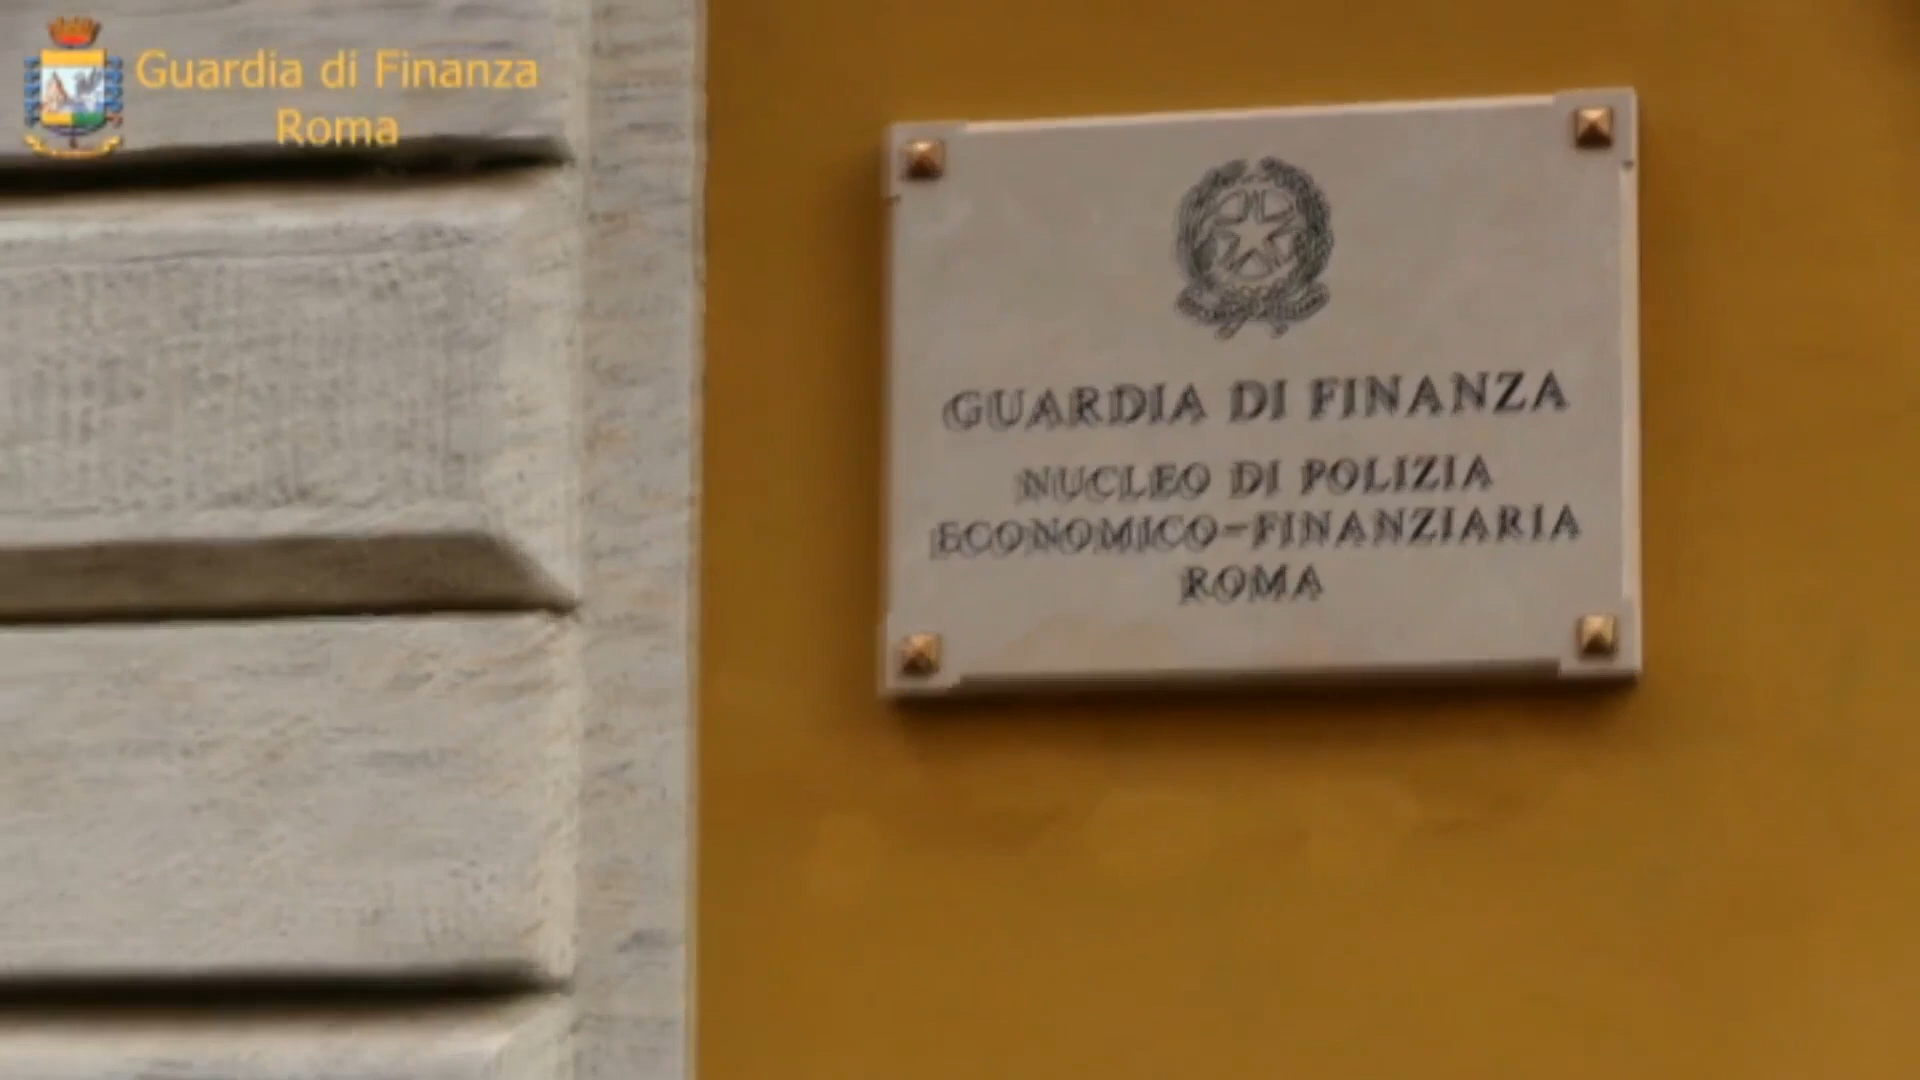 Guardia di Finanza
Roma
GUARDIA DI FINANZA
NUCLEO DI POLIZIA
ECONOMICO-FINANZIARIA
ROMA